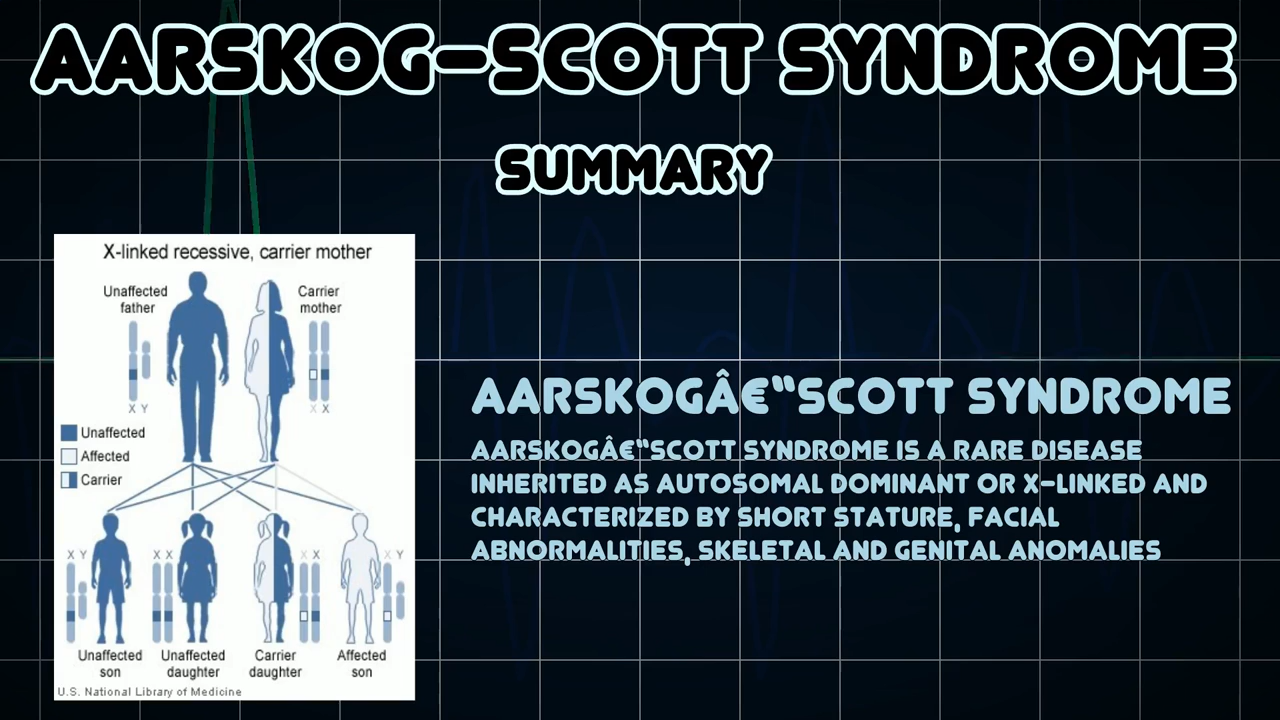 AARSKOG–SCOTT SYNDROME
SUMMARY
X-linked recessive, carrier mother
Unaffected father
Carrier mother
X Y
X X
Unaffected
Affected
Carrier
X Y
X X
X X
X Y
Unaffected son
Unaffected daughter
Carrier daughter
Affected son
U.S. National Library of Medicine
AARSKOGÂ€“SCOTT SYNDROME
AARSKOGÂ€“SCOTT SYNDROME IS A RARE DISEASE
INHERITED AS AUTOSOMAL DOMINANT OR X-LINKED AND
CHARACTERIZED BY SHORT STATURE, FACIAL
ABNORMALITIES, SKELETAL AND GENITAL ANOMALIES